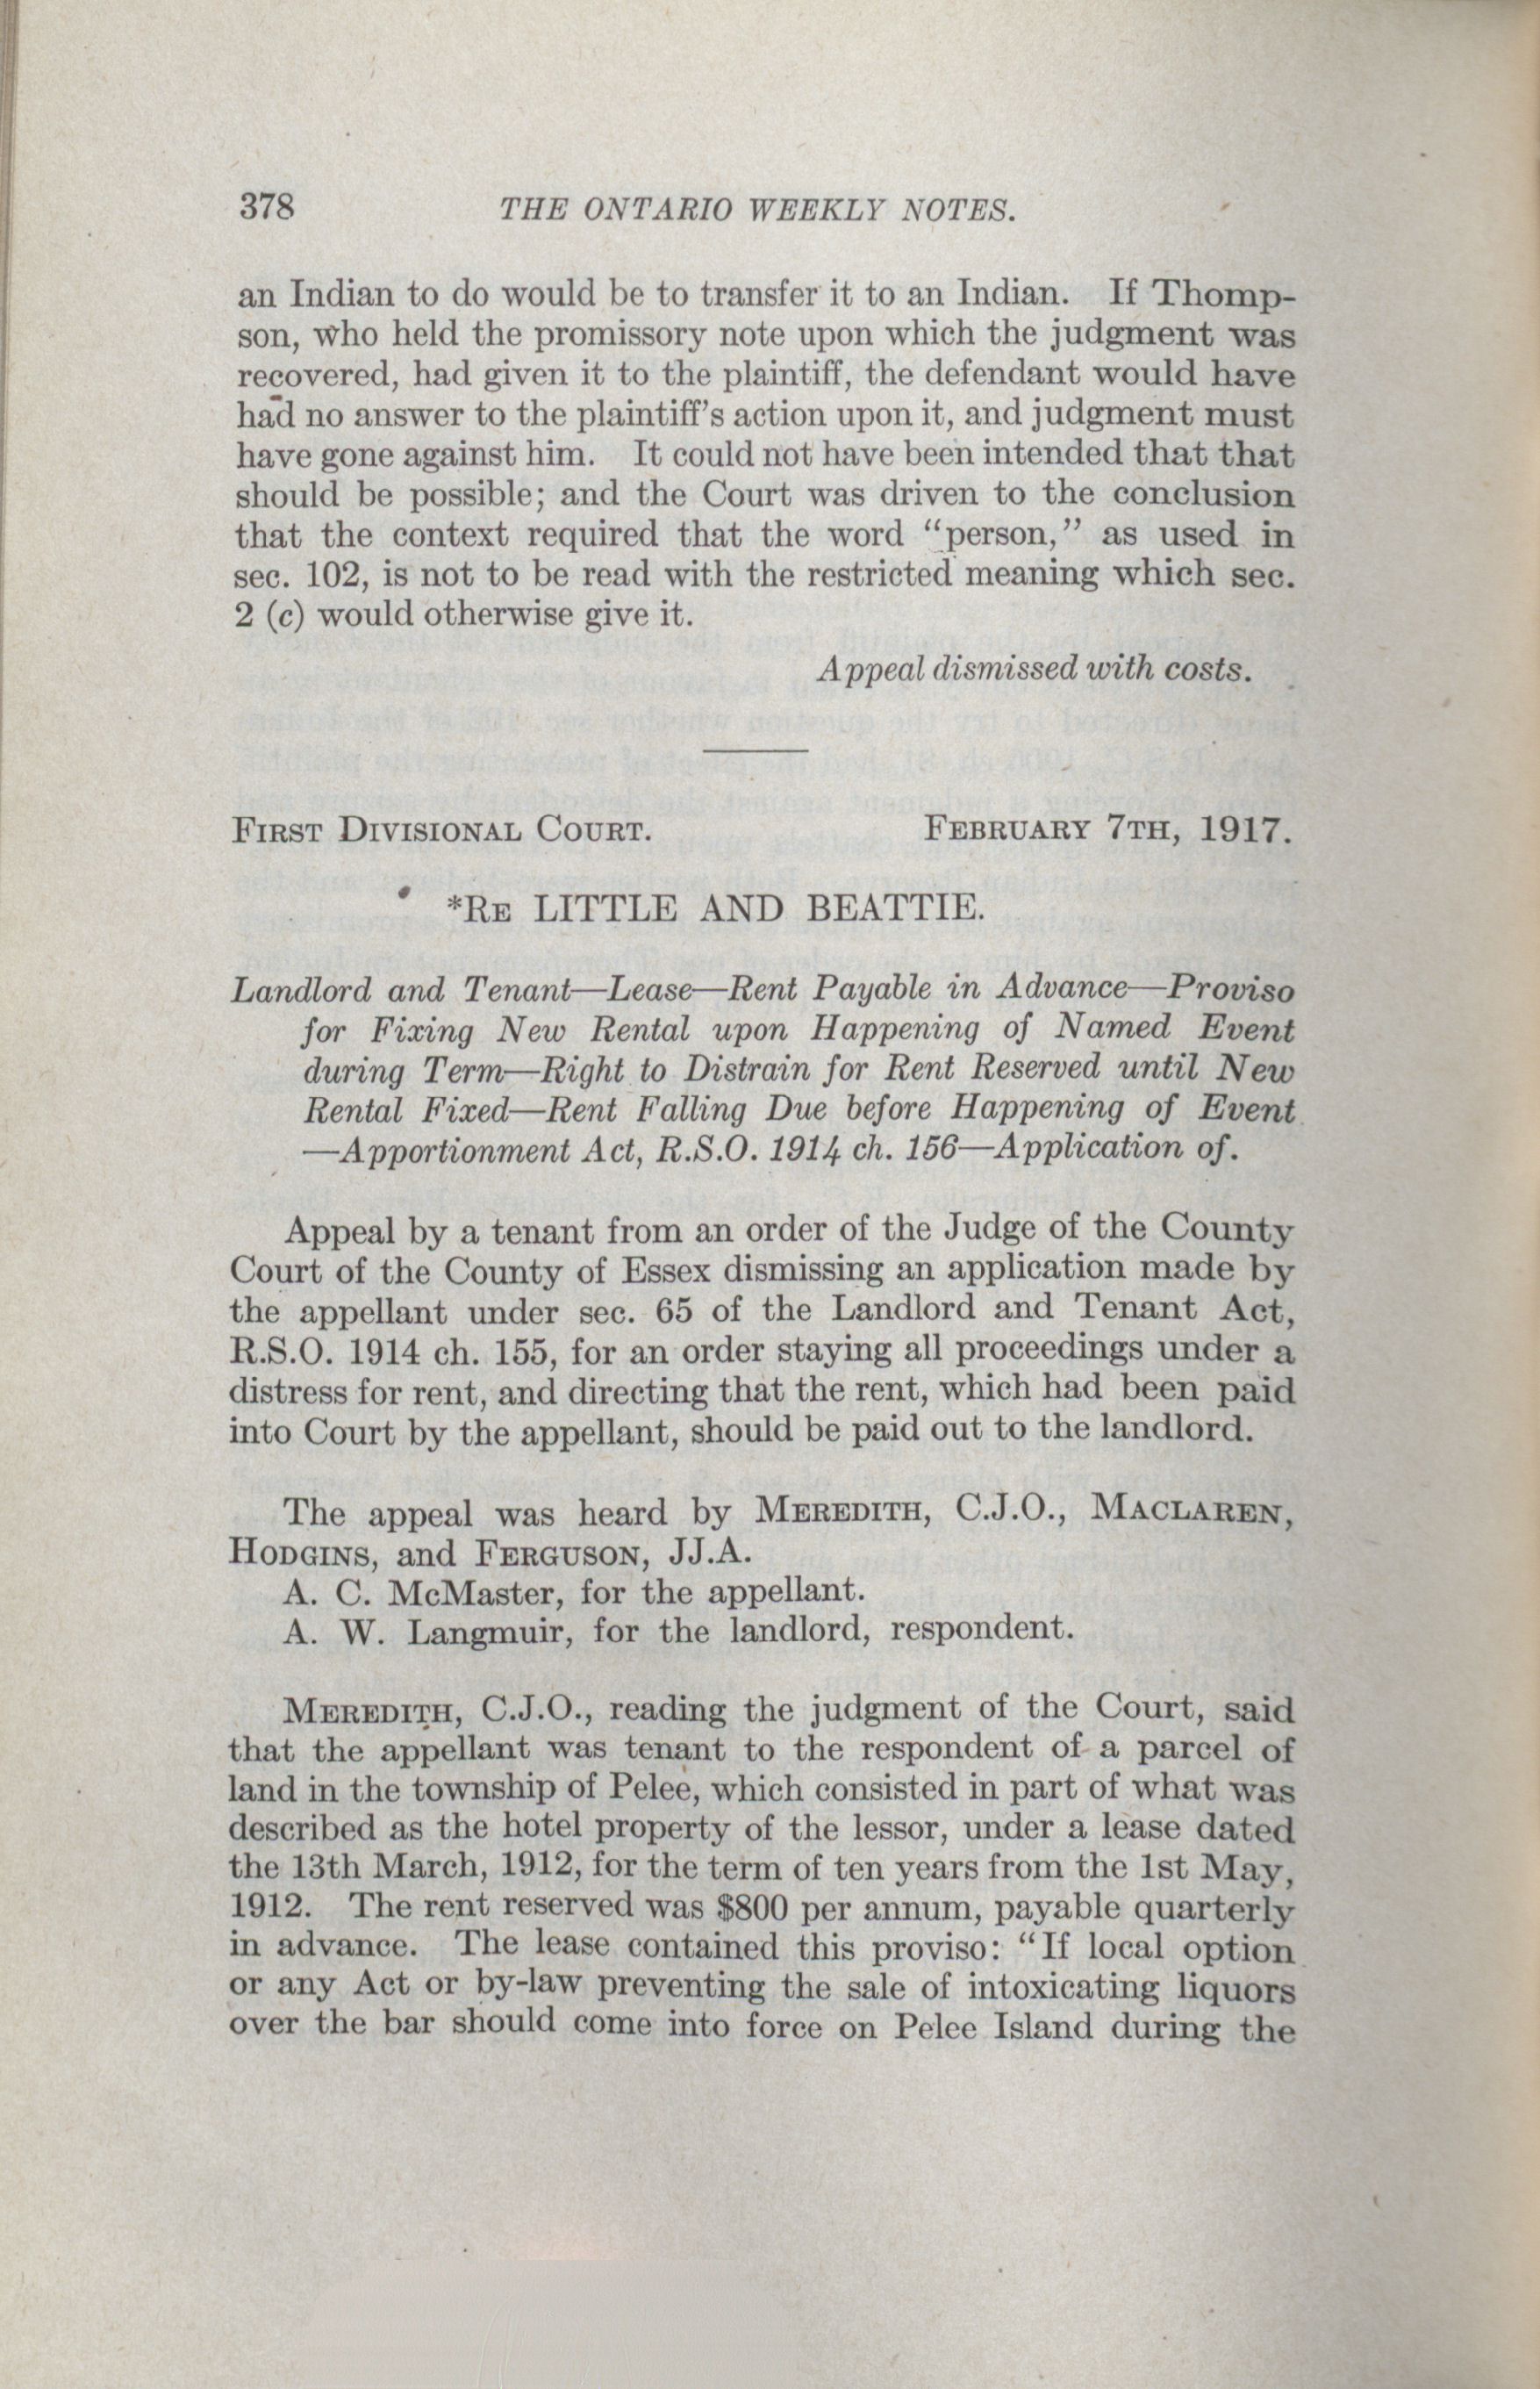 378 THE ONTARIO WEEKLY NOTES.
an Indian to do would be to transfer it to an Indian. If Thomp-
son, who held the promissory note upon which the judgment was
recovered, had given it to the plaintiff, the defendant would have
had no answer to the plaintiff's action upon it, and judgment must
have gone against him. It could not have been intended that that
should be possible; and the Court was driven to the conclusion
that the context required that the word "person," as used in
sec. 102, is not to be read with the restricted meaning which sec.
2 (c) would otherwise give it.
Appeal dismissed with costs.
First Divisional Court. February 7th, 1917.
*Re LITTLE AND BEATTIE.
Landlord and Tenant—Lease—Rent Payable in Advance—Proviso
for Fixing New Rental upon Happening of Named Event
during Term—Right to Distrain for Rent Reserved until New
Rental Fixed—Rent Falling Due before Happening of Event
—Apportionment Act, R.S.O. 1914 ch. 156—Application of.
Appeal by a tenant from an order of the Judge of the County
Court of the County of Essex dismissing an application made by
the appellant under sec. 65 of the Landlord and Tenant Act,
R.S.O. 1914 ch. 155, for an order staying all proceedings under a
distress for rent, and directing that the rent, which had been paid
into Court by the appellant, should be paid out to the landlord.
The appeal was heard by Meredith, C.J.O., Maclaren,
Hodgins, and Ferguson, JJ.A.
A. C. McMaster, for the appellant.
A. W. Langmuir, for the landlord, respondent.
Meredith, C.J.O., reading the judgment of the Court, said
that the appellant was tenant to the respondent of a parcel of
land in the township of Pelee, which consisted in part of what was
described as the hotel property of the lessor, under a lease dated
the 13th March, 1912, for the term of ten years from the 1st May,
1912. The rent reserved was $800 per annum, payable quarterly
in advance. The lease contained this proviso: "If local option
or any Act or by-law preventing the sale of intoxicating liquors
over the bar should come into force on Pelee Island during the